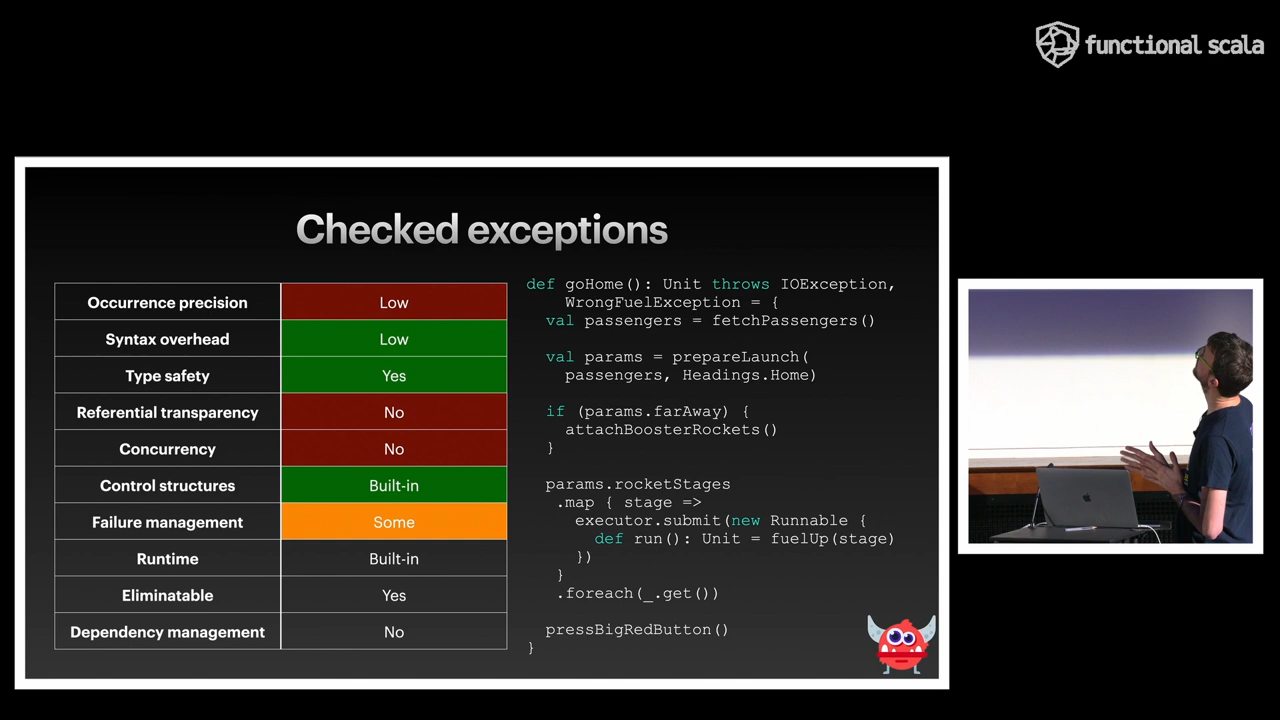 functional scala
Checked exceptions
Occurrence precision Low
Syntax overhead Low
Type safety Yes
Referential transparency No
Concurrency No
Control structures Built-in
Failure management Some
Runtime Built-in
Eliminatable Yes
Dependency management No
def goHome(): Unit throws IOException,
WrongFuelException = {
val passengers = fetchPassengers()
val params = prepareLaunch(
passengers, Headings.Home)
if (params.farAway) {
attachBoosterRockets()
}
params.rocketStages
.map { stage =>
executor.submit(new Runnable {
def run(): Unit = fuelUp(stage)
})
}
.foreach(_.get())
pressBigRedButton()
}